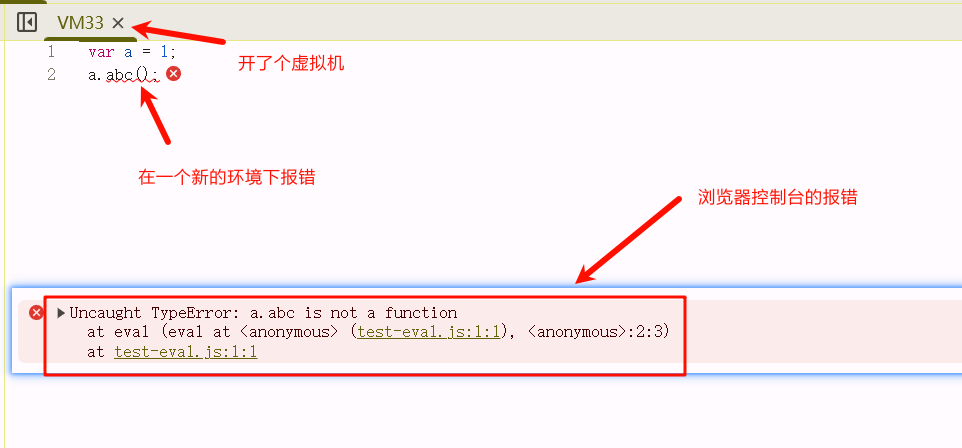 VM33 ×
开了个虚拟机
1 var a = 1;
2 a.abc();
在一个新的环境下报错
浏览器控制台的报错
Uncaught TypeError: a.abc is not a function
at eval (eval at <anonymous> (test-eval.js:1:1), <anonymous>:2:3)
at test-eval.js:1:1